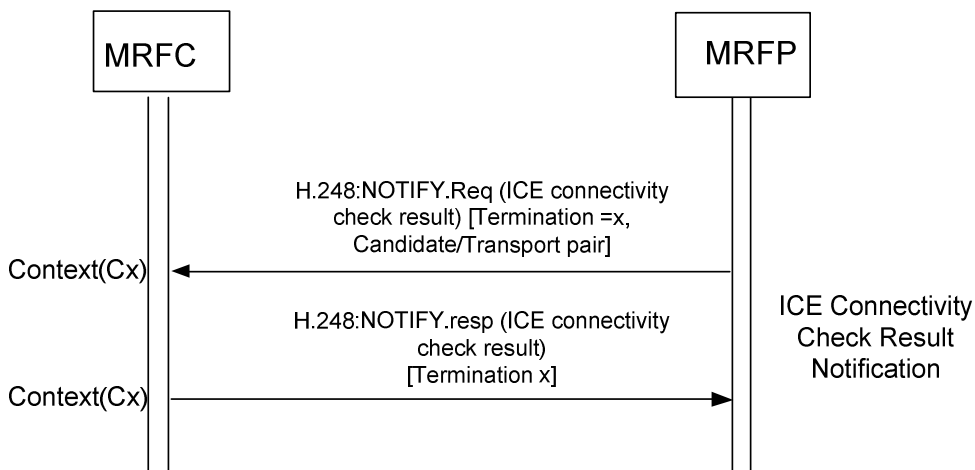 MRFC
MRFP
H.248:NOTIFY.Req (ICE connectivity
check result) [Termination =x,
Candidate/Transport pair]
Context(Cx)
H.248:NOTIFY.resp (ICE connectivity
check result)
[Termination x]
Context(Cx)
ICE Connectivity
Check Result
Notification